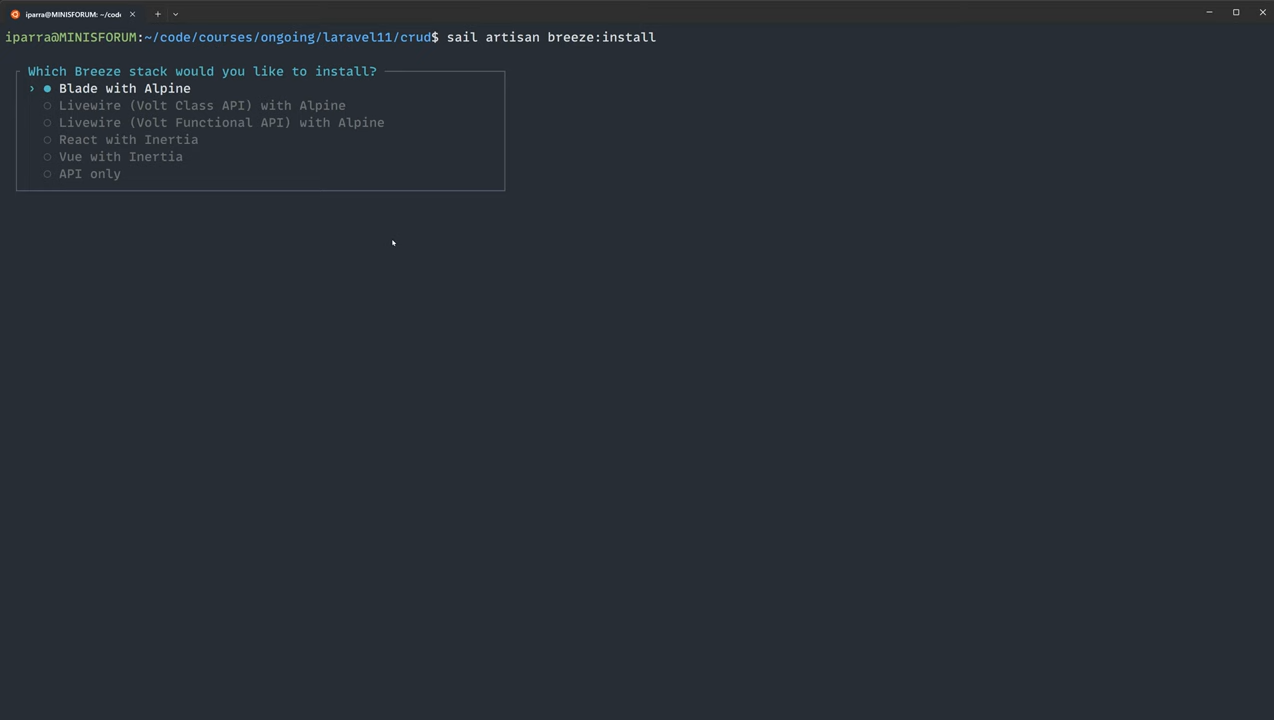 iparra@MINISFORUM: ~/code
iparra@MINISFORUM:~/code/courses/ongoing/laravel11/crud$ sail artisan breeze:install
Which Breeze stack would you like to install?
› ● Blade with Alpine
○ Livewire (Volt Class API) with Alpine
○ Livewire (Volt Functional API) with Alpine
○ React with Inertia
○ Vue with Inertia
○ API only